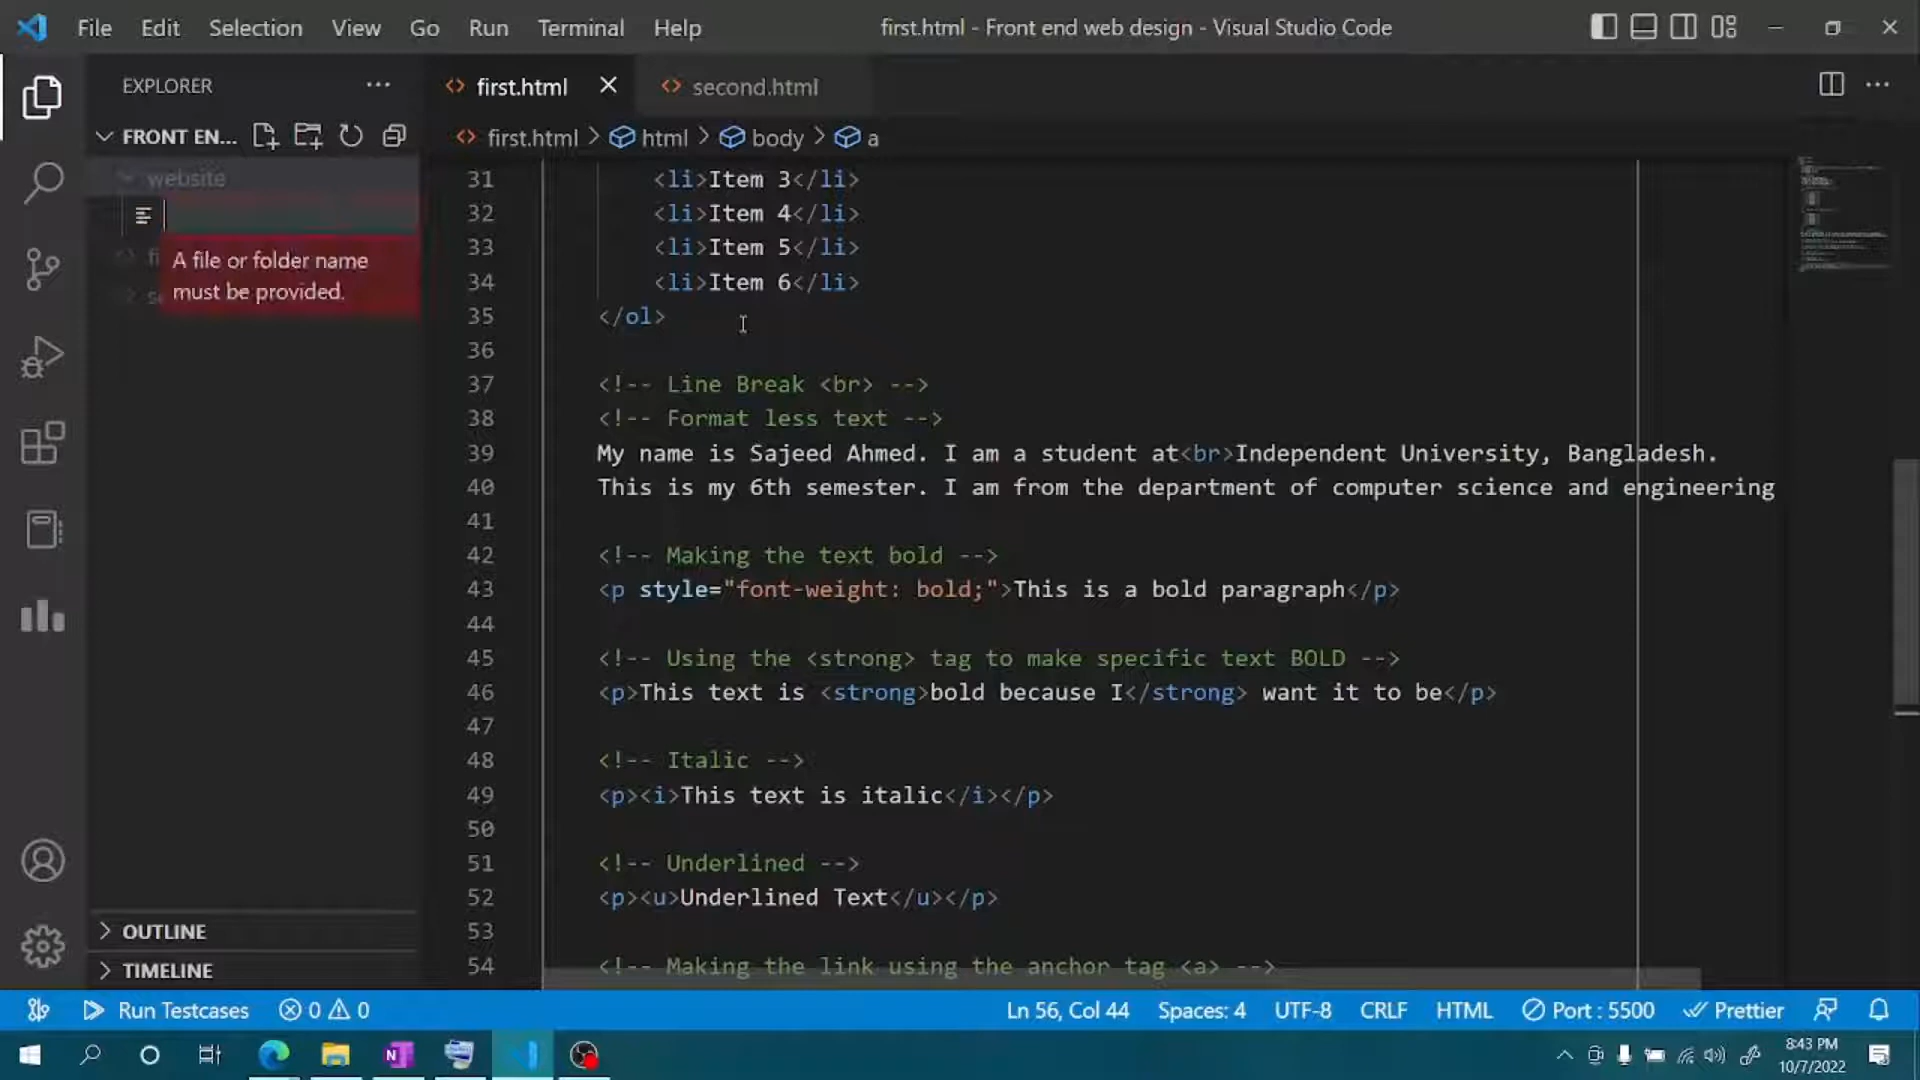 File Edit Selection View Go Run Terminal Help first.html - Front end web design - Visual Studio Code
EXPLORER
first.html second.html
FRONT EN...
first.html > html > body > a
website
A file or folder name
must be provided.
31 <li>Item 3</li>
32 <li>Item 4</li>
33 <li>Item 5</li>
34 <li>Item 6</li>
35 </ol>
36
37 <!-- Line Break <br> -->
38 <!-- Format less text -->
39 My name is Sajeed Ahmed. I am a student at<br>Independent University, Bangladesh.
40 This is my 6th semester. I am from the department of computer science and engineering
41
42 <!-- Making the text bold -->
43 <p style="font-weight: bold;">This is a bold paragraph</p>
44
45 <!-- Using the <strong> tag to make specific text BOLD -->
46 <p>This text is <strong>bold because I</strong> want it to be</p>
47
48 <!-- Italic -->
49 <p><i>This text is italic</i></p>
50
51 <!-- Underlined -->
52 <p><u>Underlined Text</u></p>
53
54 <!-- Making the link using the anchor tag <a> -->
OUTLINE
TIMELINE
Run Testcases 0 0 Ln 56, Col 44 Spaces: 4 UTF-8 CRLF HTML Port : 5500 Prettier
8:43 PM
10/7/2022